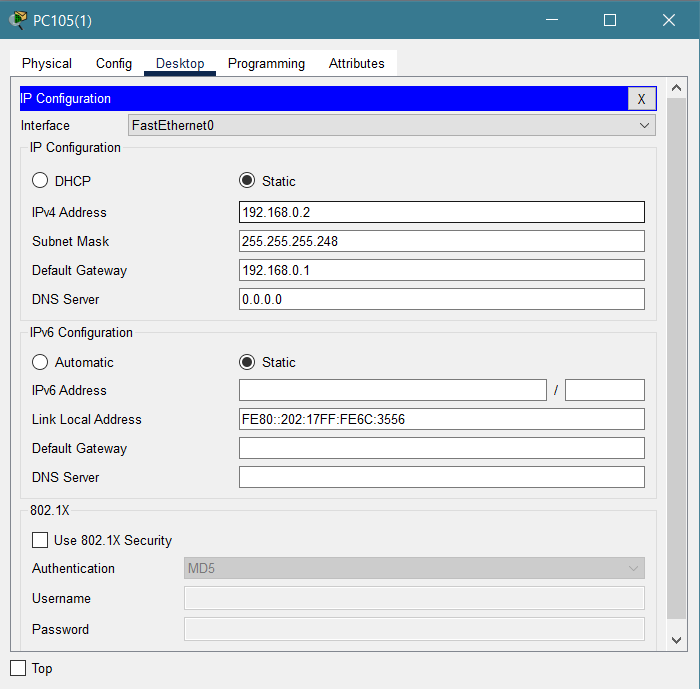 PC105(1)
Physical Config Desktop Programming Attributes
IP Configuration X
Interface FastEthernet0
IP Configuration
DHCP Static
IPv4 Address 192.168.0.2
Subnet Mask 255.255.255.248
Default Gateway 192.168.0.1
DNS Server 0.0.0.0
IPv6 Configuration
Automatic Static
IPv6 Address /
Link Local Address FE80::202:17FF:FE6C:3556
Default Gateway
DNS Server
802.1X
Use 802.1X Security
Authentication MD5
Username
Password
Top